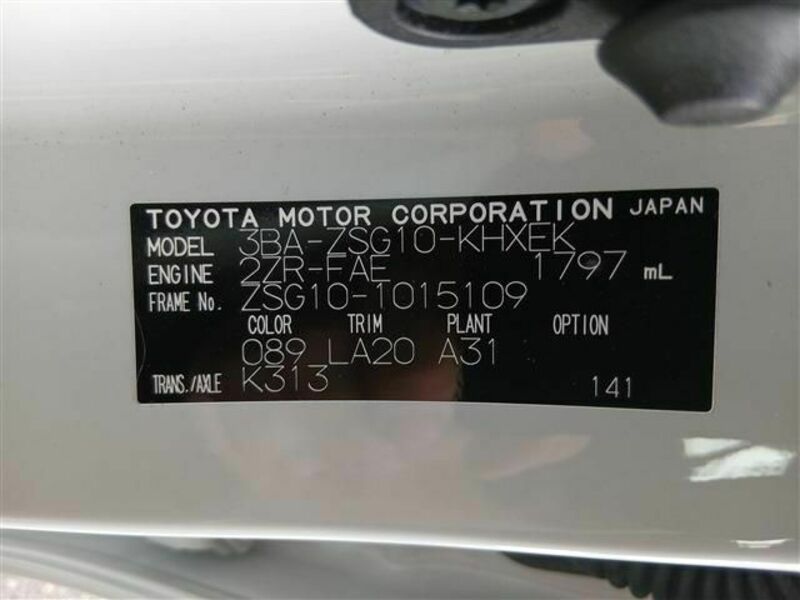 TOYOTA MOTOR CORPORATION JAPAN
MODEL 3BA-ZSG10-KHXEK
ENGINE 2ZR-FAE 1797 mL
FRAME No. ZSG10-1015109
COLOR TRIM PLANT OPTION
089 LA20 A31
TRANS./AXLE K313 141